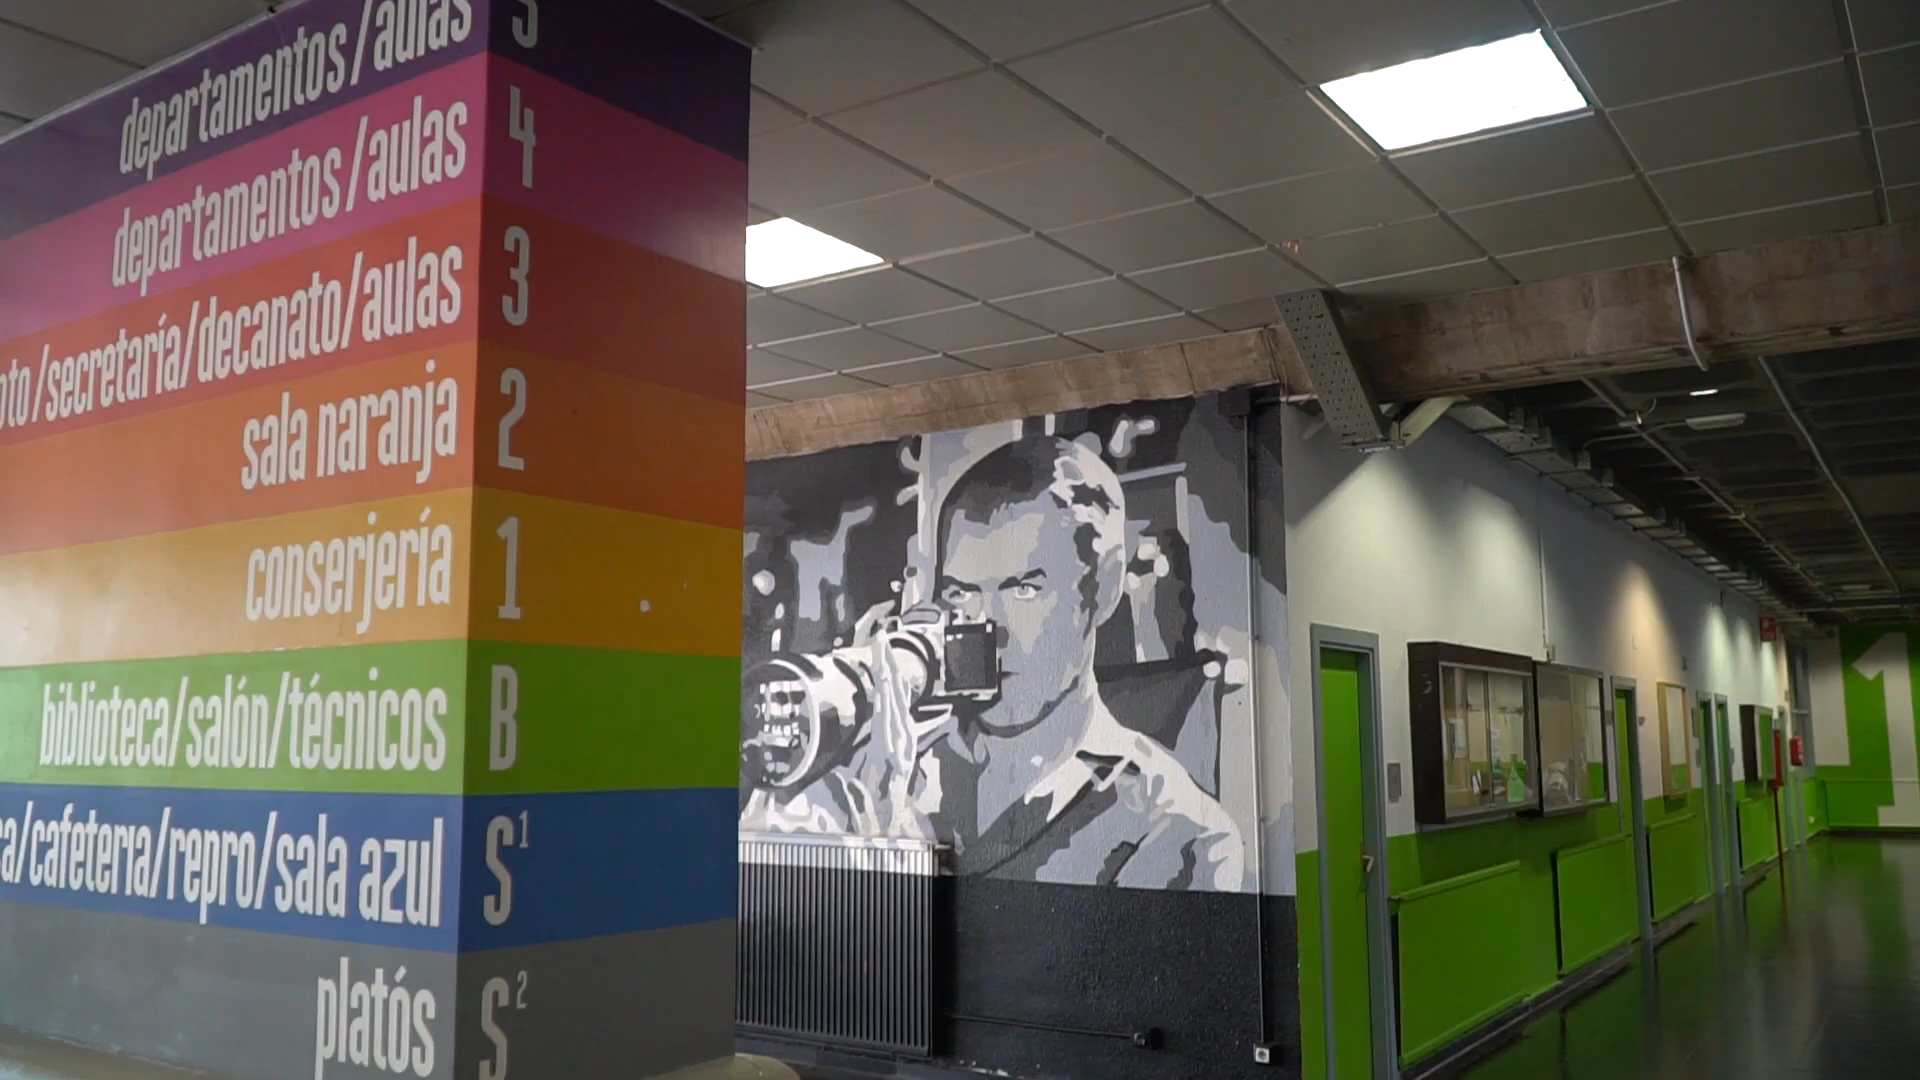 departamentos/aulas 5
departamentos/aulas 4
/secretaría/decanato/aulas 3
sala naranja 2
conserjería 1
biblioteca/salón/técnicos B
/cafetería/repro/sala azul S1
platós S2
1